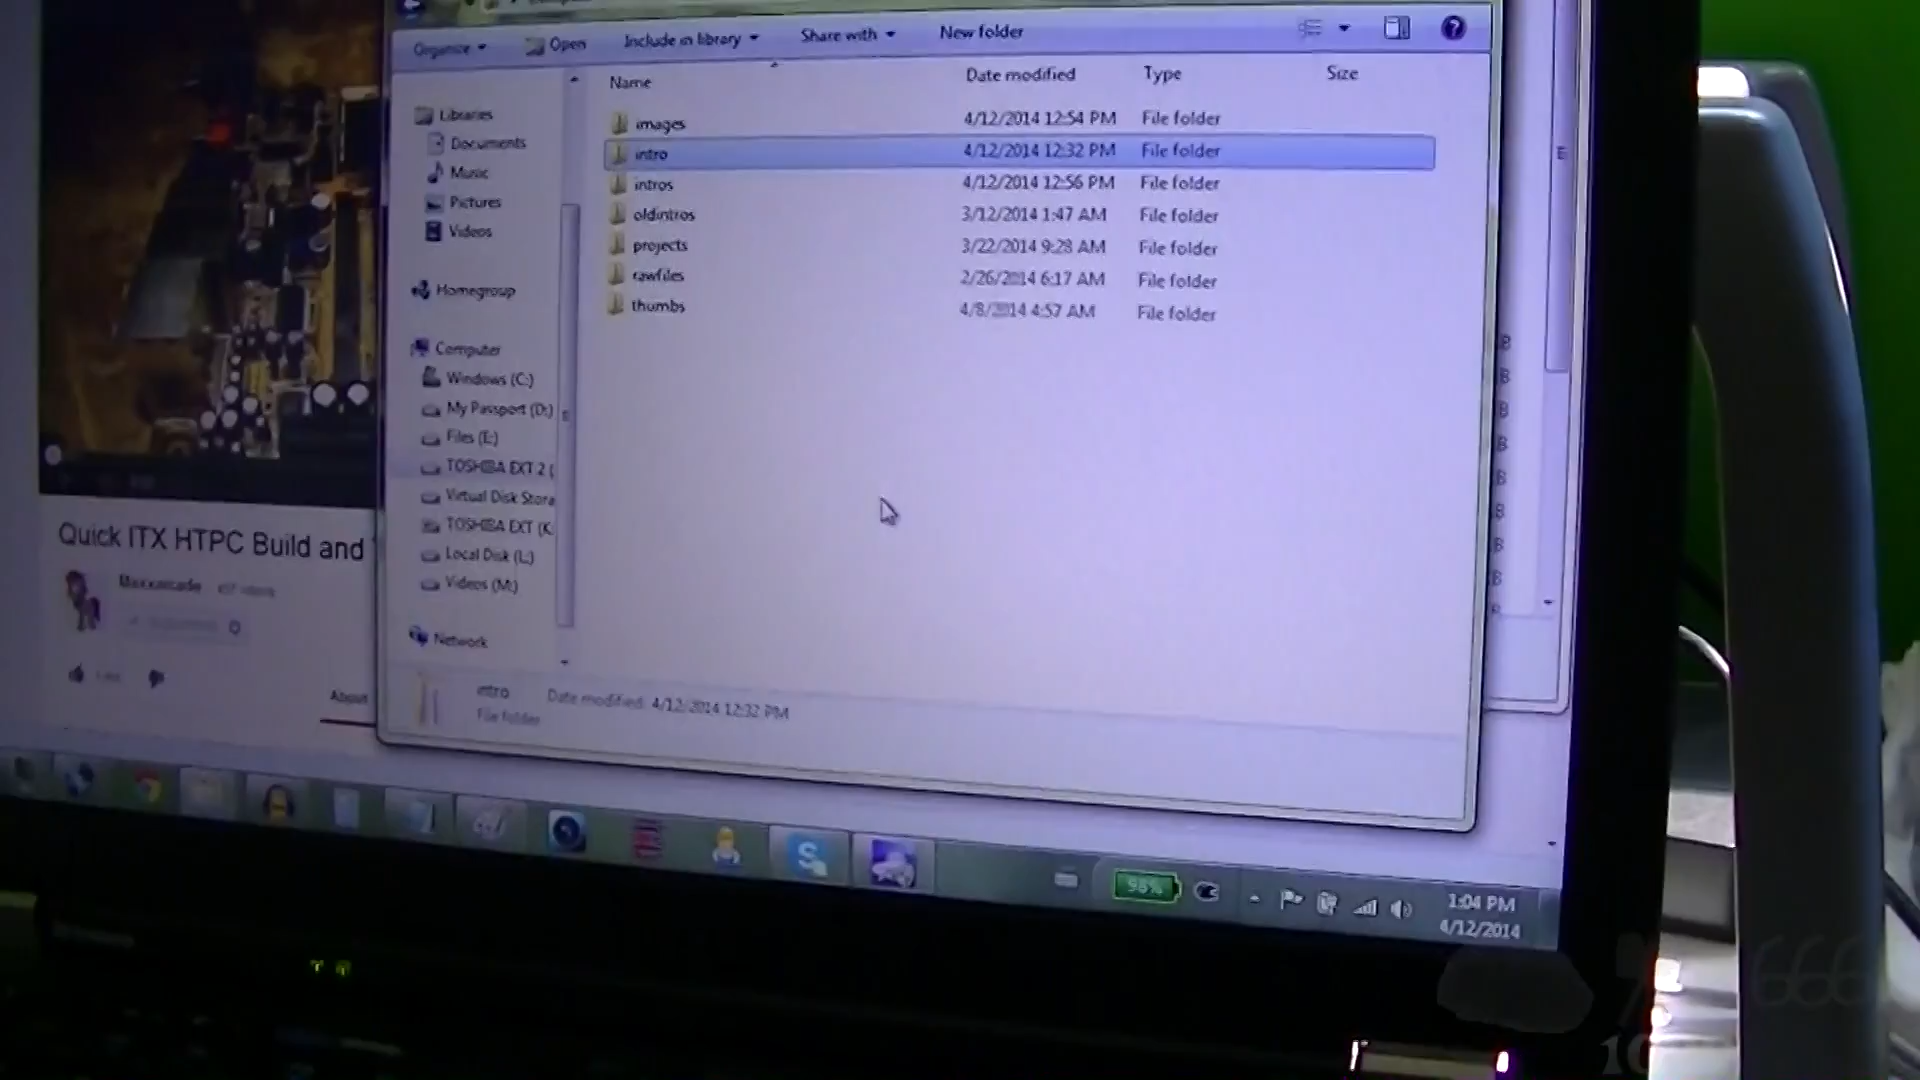 Organize Open Include in library Share with New folder
Name Date modified Type Size
images 4/12/2014 12:54 PM File folder
intro 4/12/2014 12:32 PM File folder
intros 4/12/2014 12:56 PM File folder
oldintros 3/12/2014 1:47 AM File folder
projects 3/22/2014 9:28 AM File folder
rawfiles 2/26/2014 6:17 AM File folder
thumbs 4/8/2014 4:57 AM File folder
Libraries
Documents
Music
Pictures
Videos
Homegroup
Computer
Windows (C:)
My Passport (D:)
Files (E:)
TOSHIBA EXT 2 (
Virtual Disk Stora
TOSHIBA EXT (K
Local Disk (L:)
Videos (M:)
Network
intro Date modified: 4/12/2014 12:32 PM
File folder
Quick ITX HTPC Build and
About
98%
1:04 PM
4/12/2014